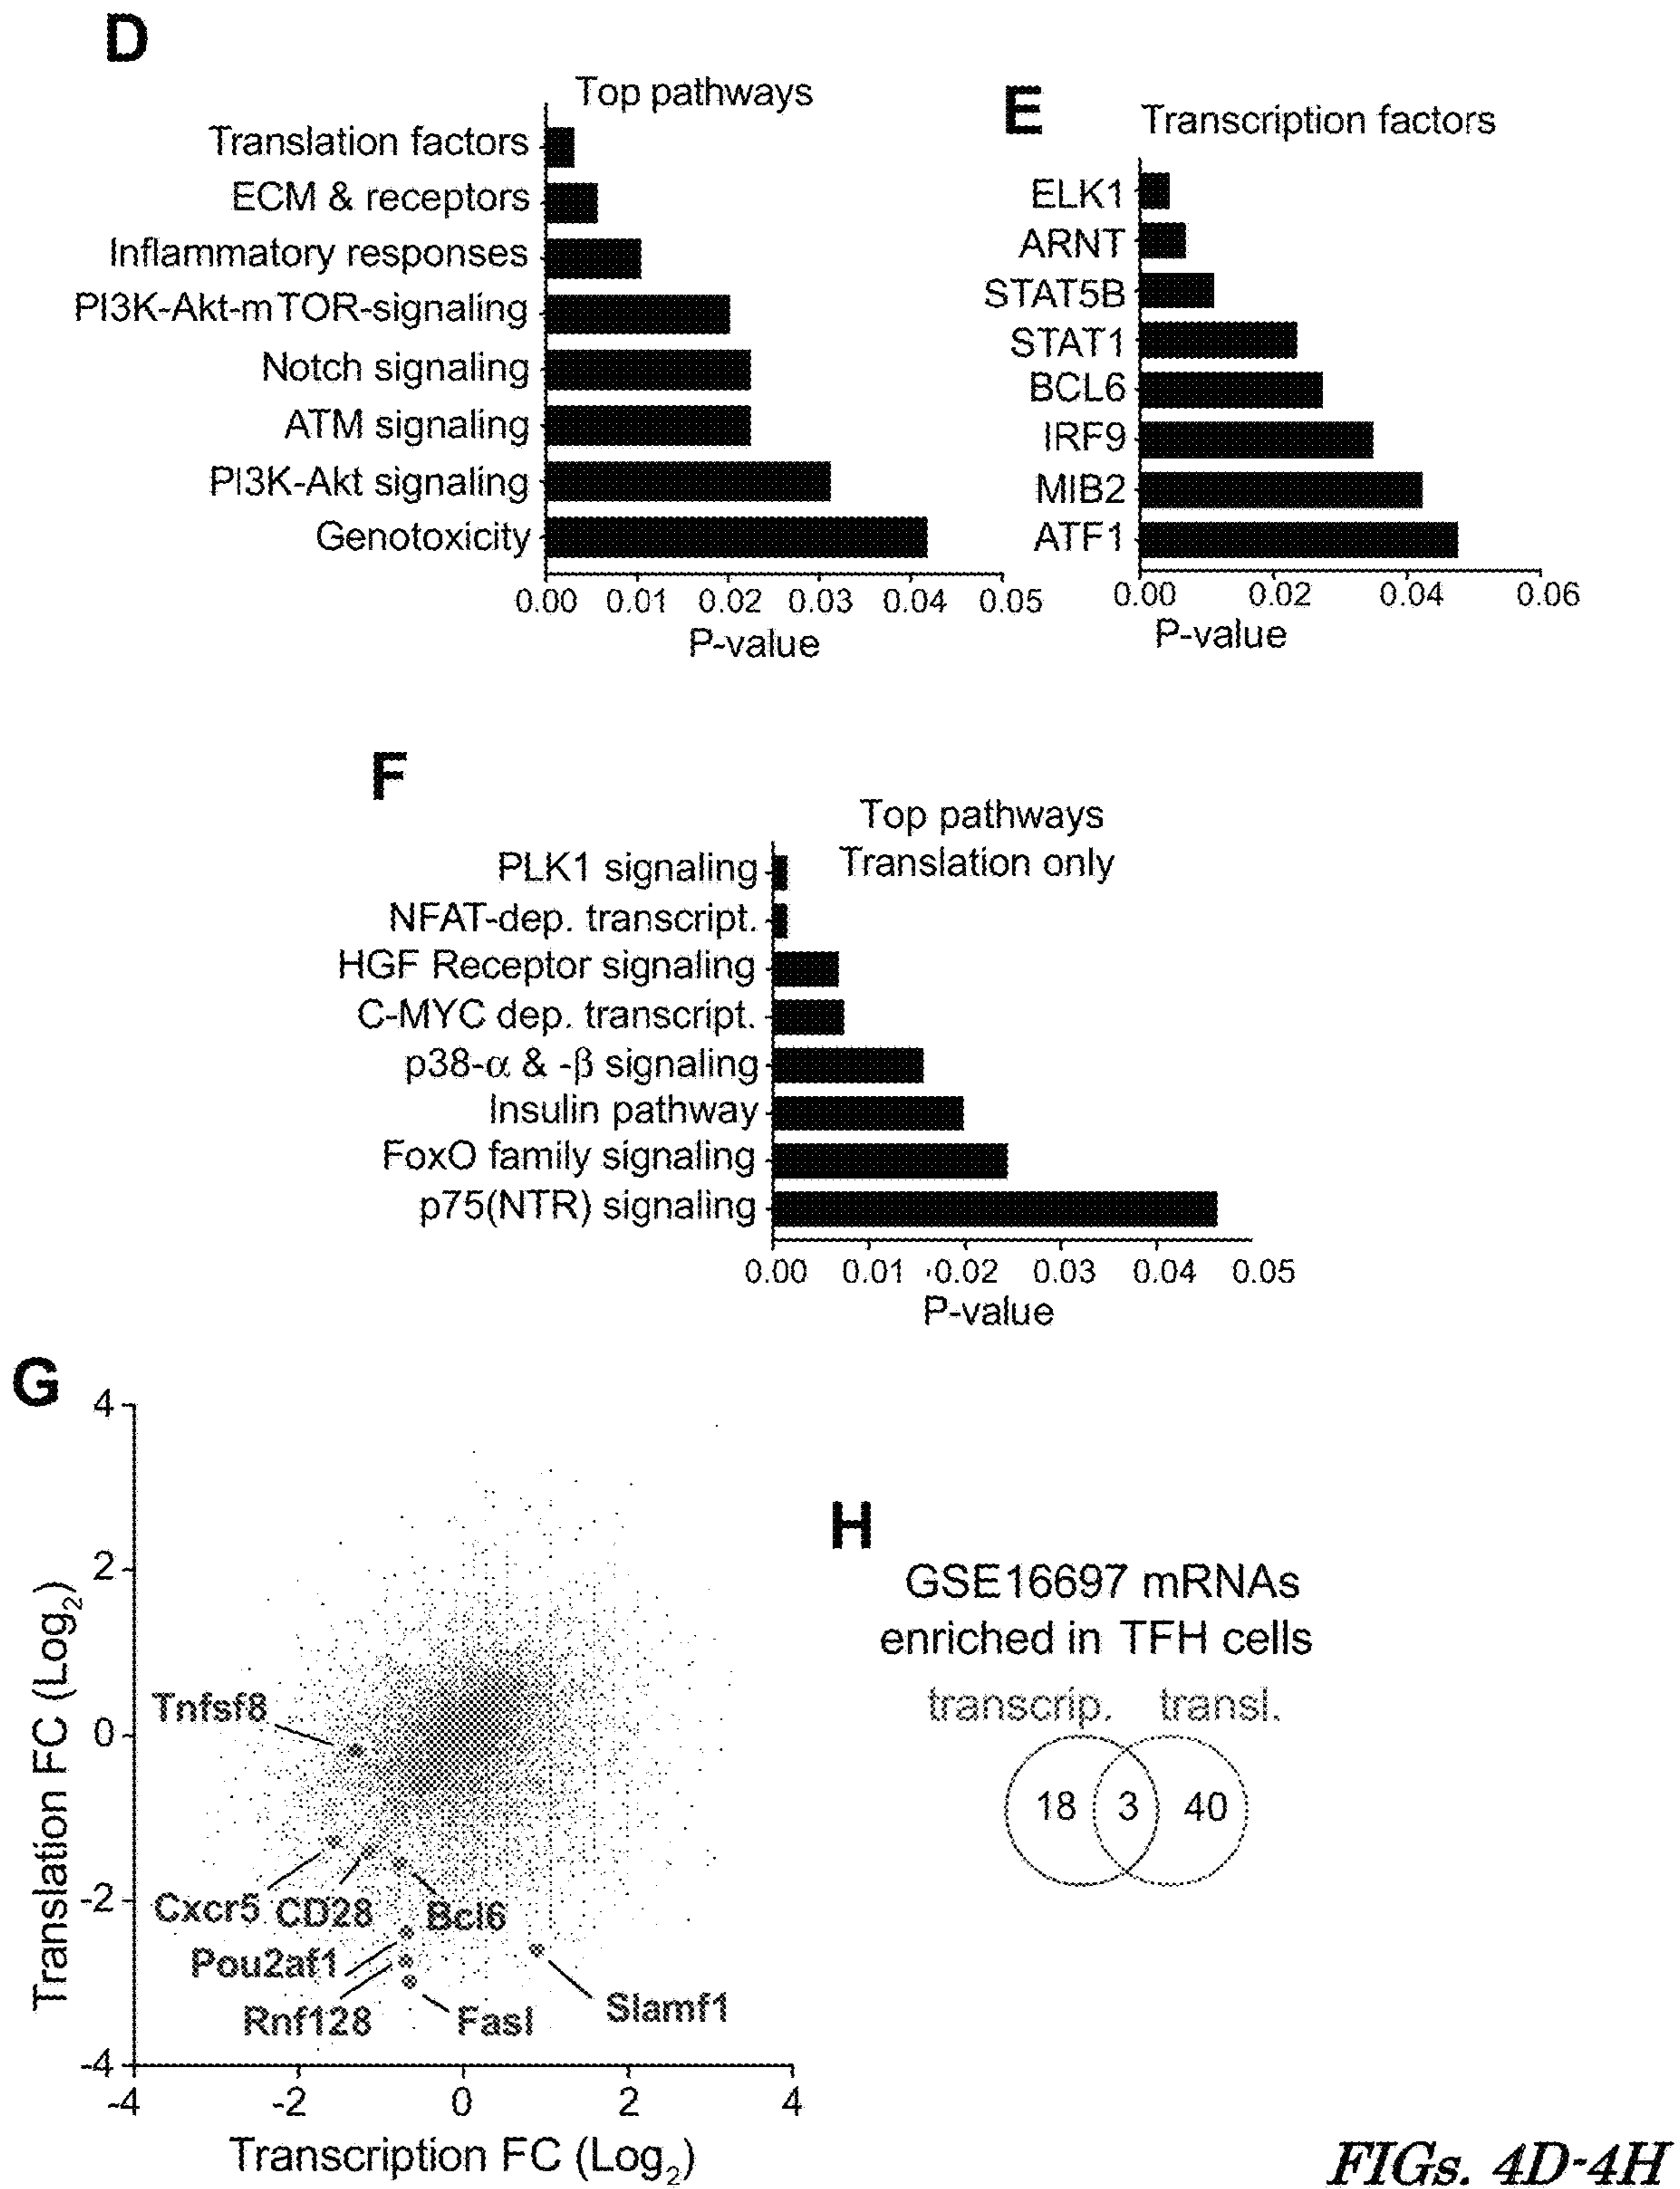 D
Top pathways
Translation factors
ECM & receptors
Inflammatory responses
PI3K-Akt-mTOR-signaling
Notch signaling
ATM signaling
PI3K-Akt signaling
Genotoxicity
0.00 0.01 0.02 0.03 0.04 0.05
P-value
E
Transcription factors
ELK1
ARNT
STAT5B
STAT1
BCL6
IRF9
MIB2
ATF1
0.00 0.02 0.04 0.06
P-value
F
Top pathways
Translation only
PLK1 signaling
NFAT-dep. transcript.
HGF Receptor signaling
C-MYC dep. transcript.
p38-α & -β signaling
Insulin pathway
FoxO family signaling
p75(NTR) signaling
0.00 0.01 0.02 0.03 0.04 0.05
P-value
G
Translation FC (Log2)
4
2
0
-2
-4
Tnfsf8
Cxcr5 CD28 Bcl6
Pou2af1
Rnf128 Fasl Slamf1
-4 -2 0 2 4
Transcription FC (Log2)
H
GSE16697 mRNAs
enriched in TFH cells
transcrip. transl.
18 3 40
FIGs. 4D-4H